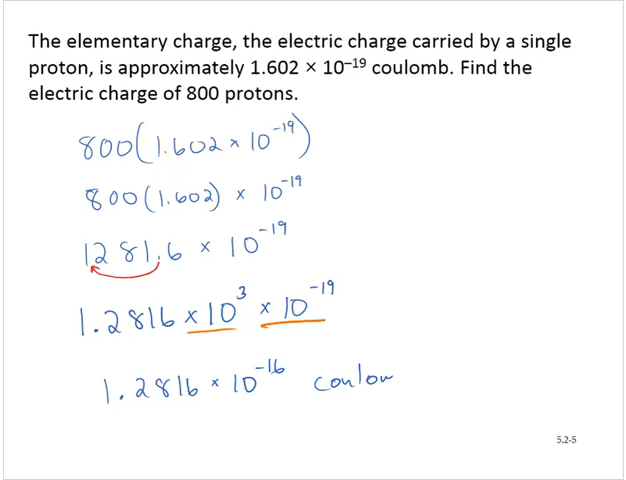 The elementary charge, the electric charge carried by a single
proton, is approximately 1.602 × 10⁻¹⁹ coulomb. Find the
electric charge of 800 protons.
800(1.602 × 10⁻¹⁹)
800(1.602) × 10⁻¹⁹
1281.6 × 10⁻¹⁹
1.2816 × 10³ × 10⁻¹⁹
1.2816 × 10⁻¹⁶ coulom
5.2-5